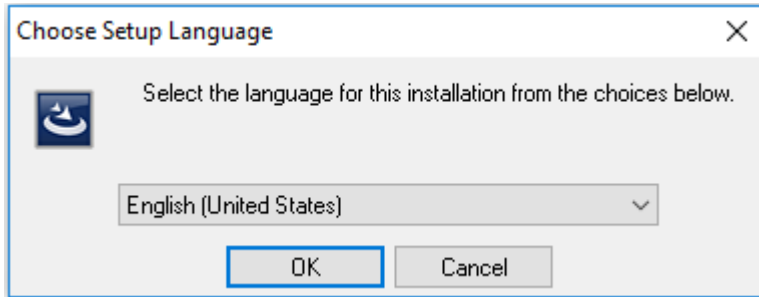 Choose Setup Language
Select the language for this installation from the choices below.
English (United States)
OK
Cancel